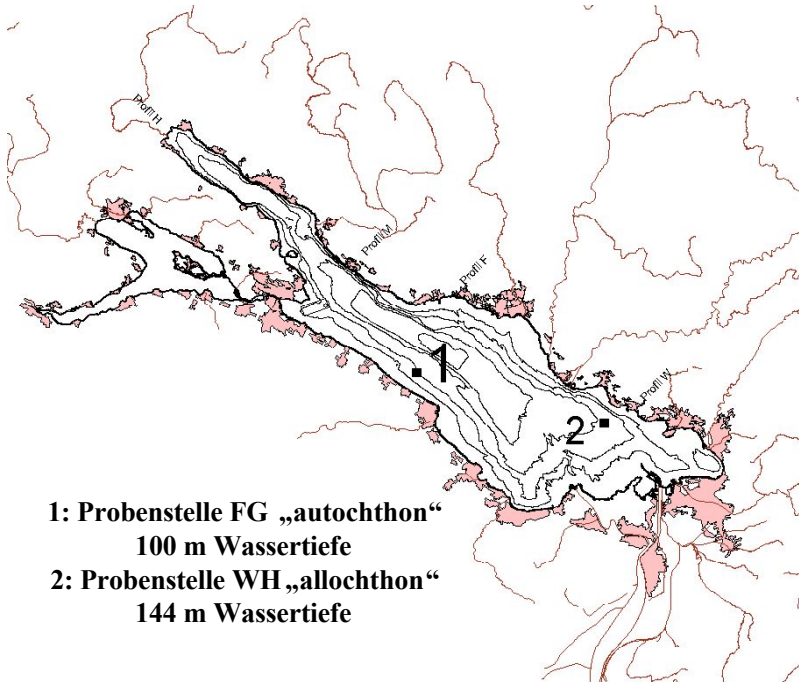 Profil H
Profil M
Profil F
1
Profil W
2
1: Probenstelle FG „autochthon“
100 m Wassertiefe
2: Probenstelle WH „allochthon“
144 m Wassertiefe